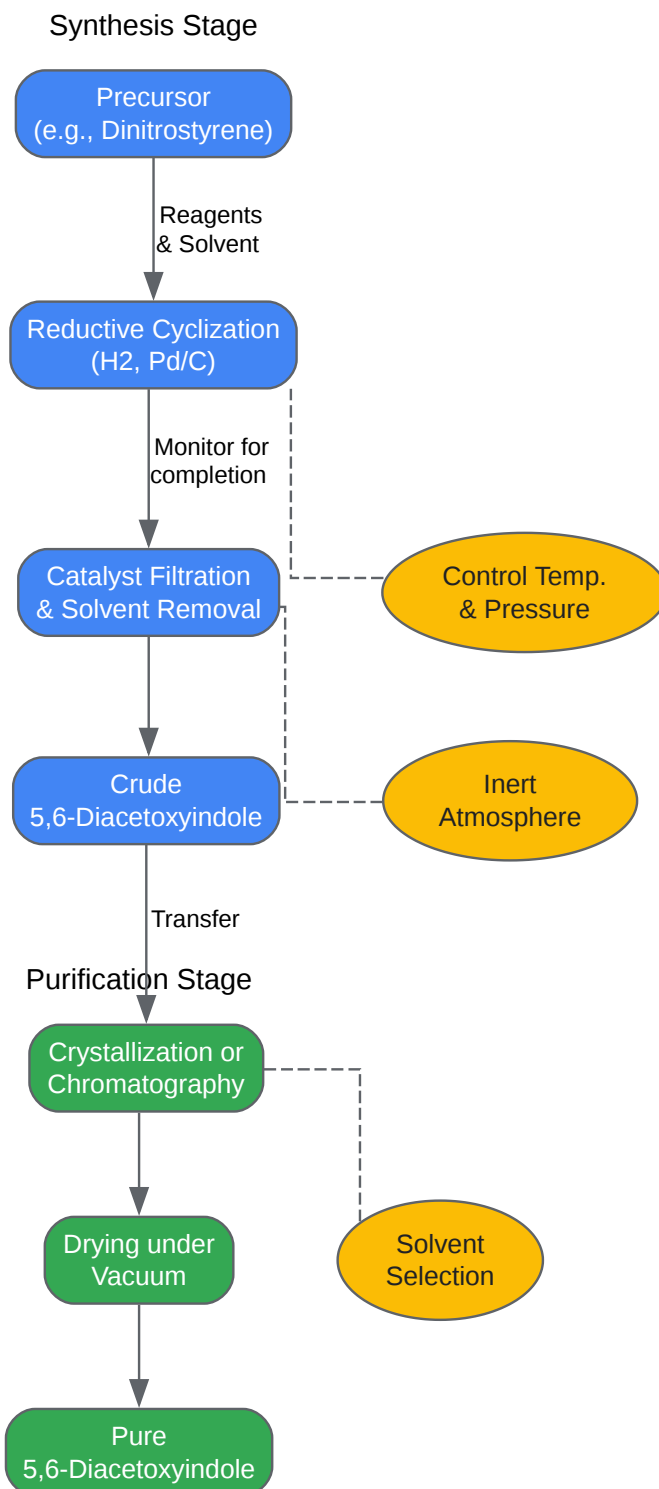 Synthesis Stage
Precursor
(e.g., Dinitrostyrene)
Reagents
& Solvent
Reductive Cyclization
(H2, Pd/C)
Monitor for
completion
Catalyst Filtration
& Solvent Removal
Control Temp.
& Pressure
Crude
5,6-Diacetoxyindole
Inert
Atmosphere
Transfer
Purification Stage
Crystallization or
Chromatography
Drying under
Vacuum
Solvent
Selection
Pure
5,6-Diacetoxyindole